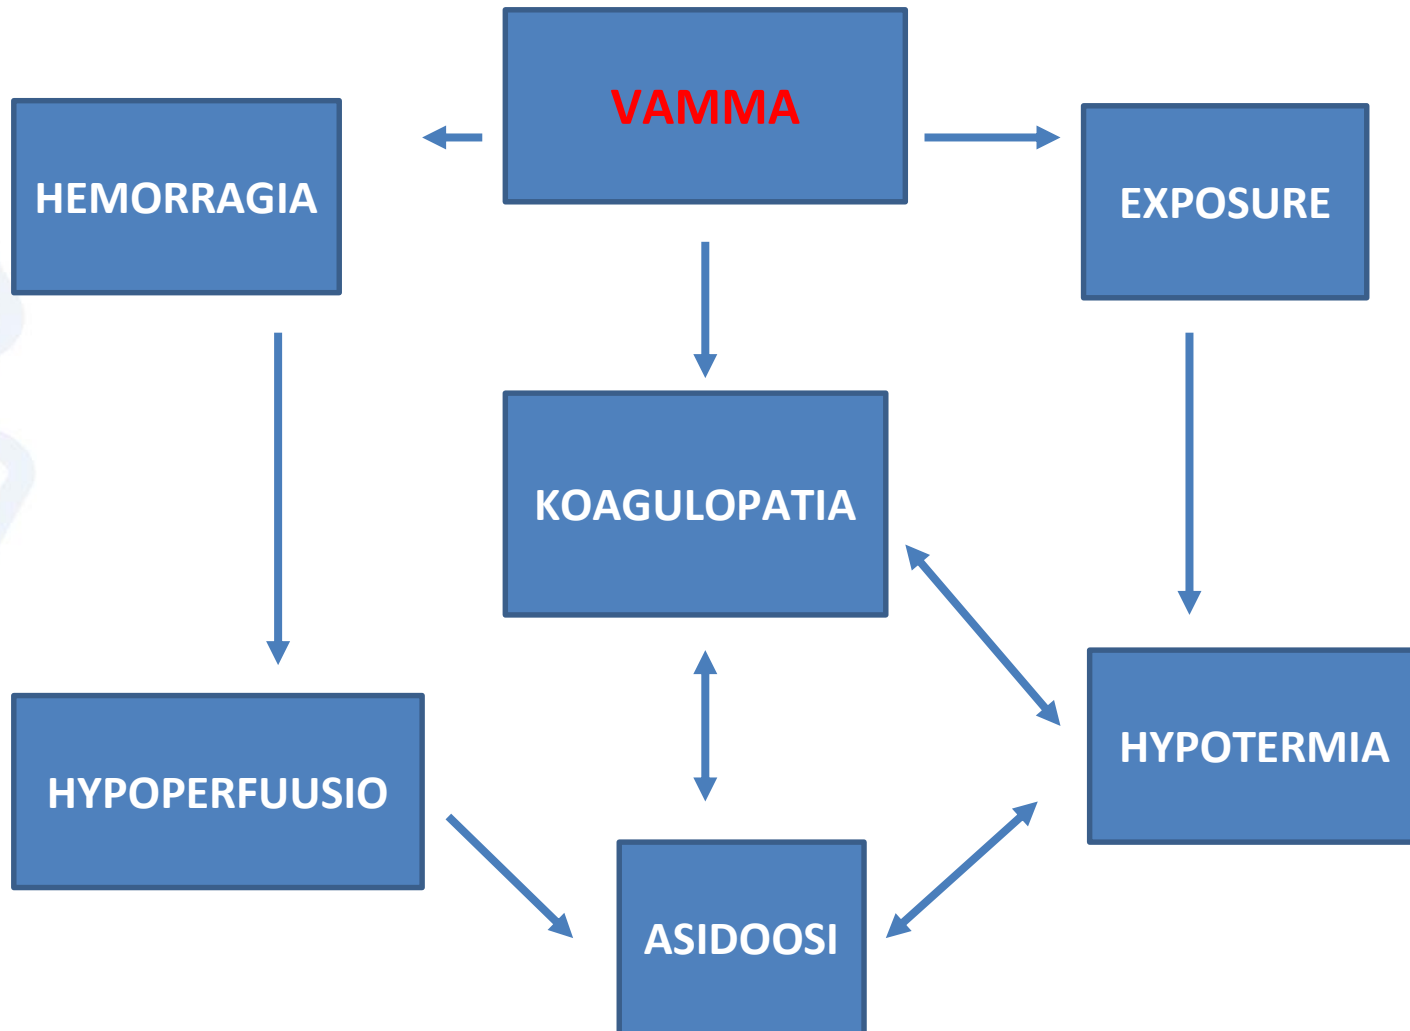 VAMMA
HEMORRAGIA
EXPOSURE
KOAGULOPATIA
HYPOTERMIA
HYPOPERFUUSIO
ASIDOOSI